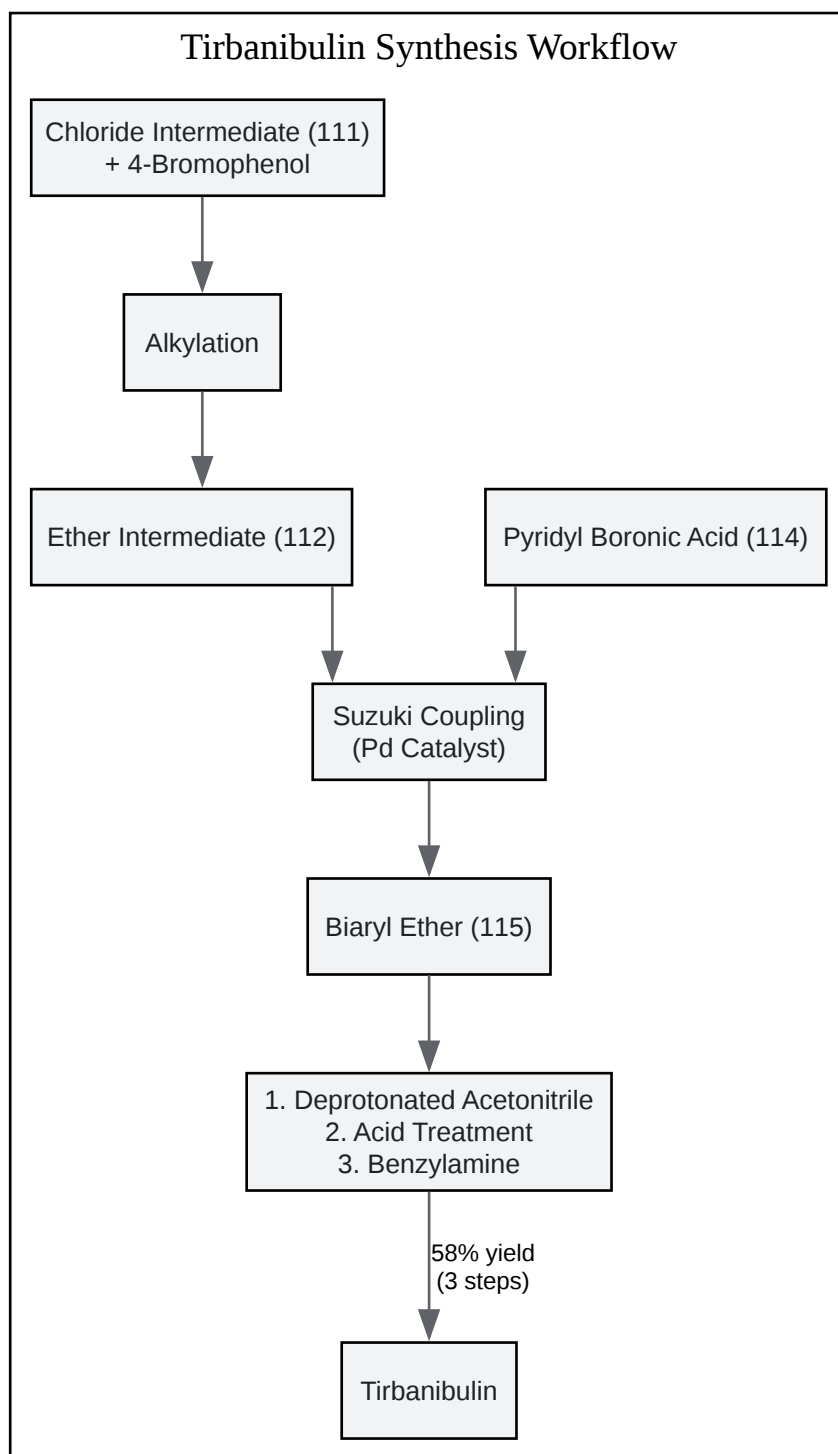 Tirbanibulin Synthesis Workflow
Chloride Intermediate (111)
+ 4-Bromophenol
Alkylation
Ether Intermediate (112)
Pyridyl Boronic Acid (114)
Suzuki Coupling
(Pd Catalyst)
Biaryl Ether (115)
1. Deprotonated Acetonitrile
2. Acid Treatment
3. Benzylamine
58% yield
(3 steps)
Tirbanibulin